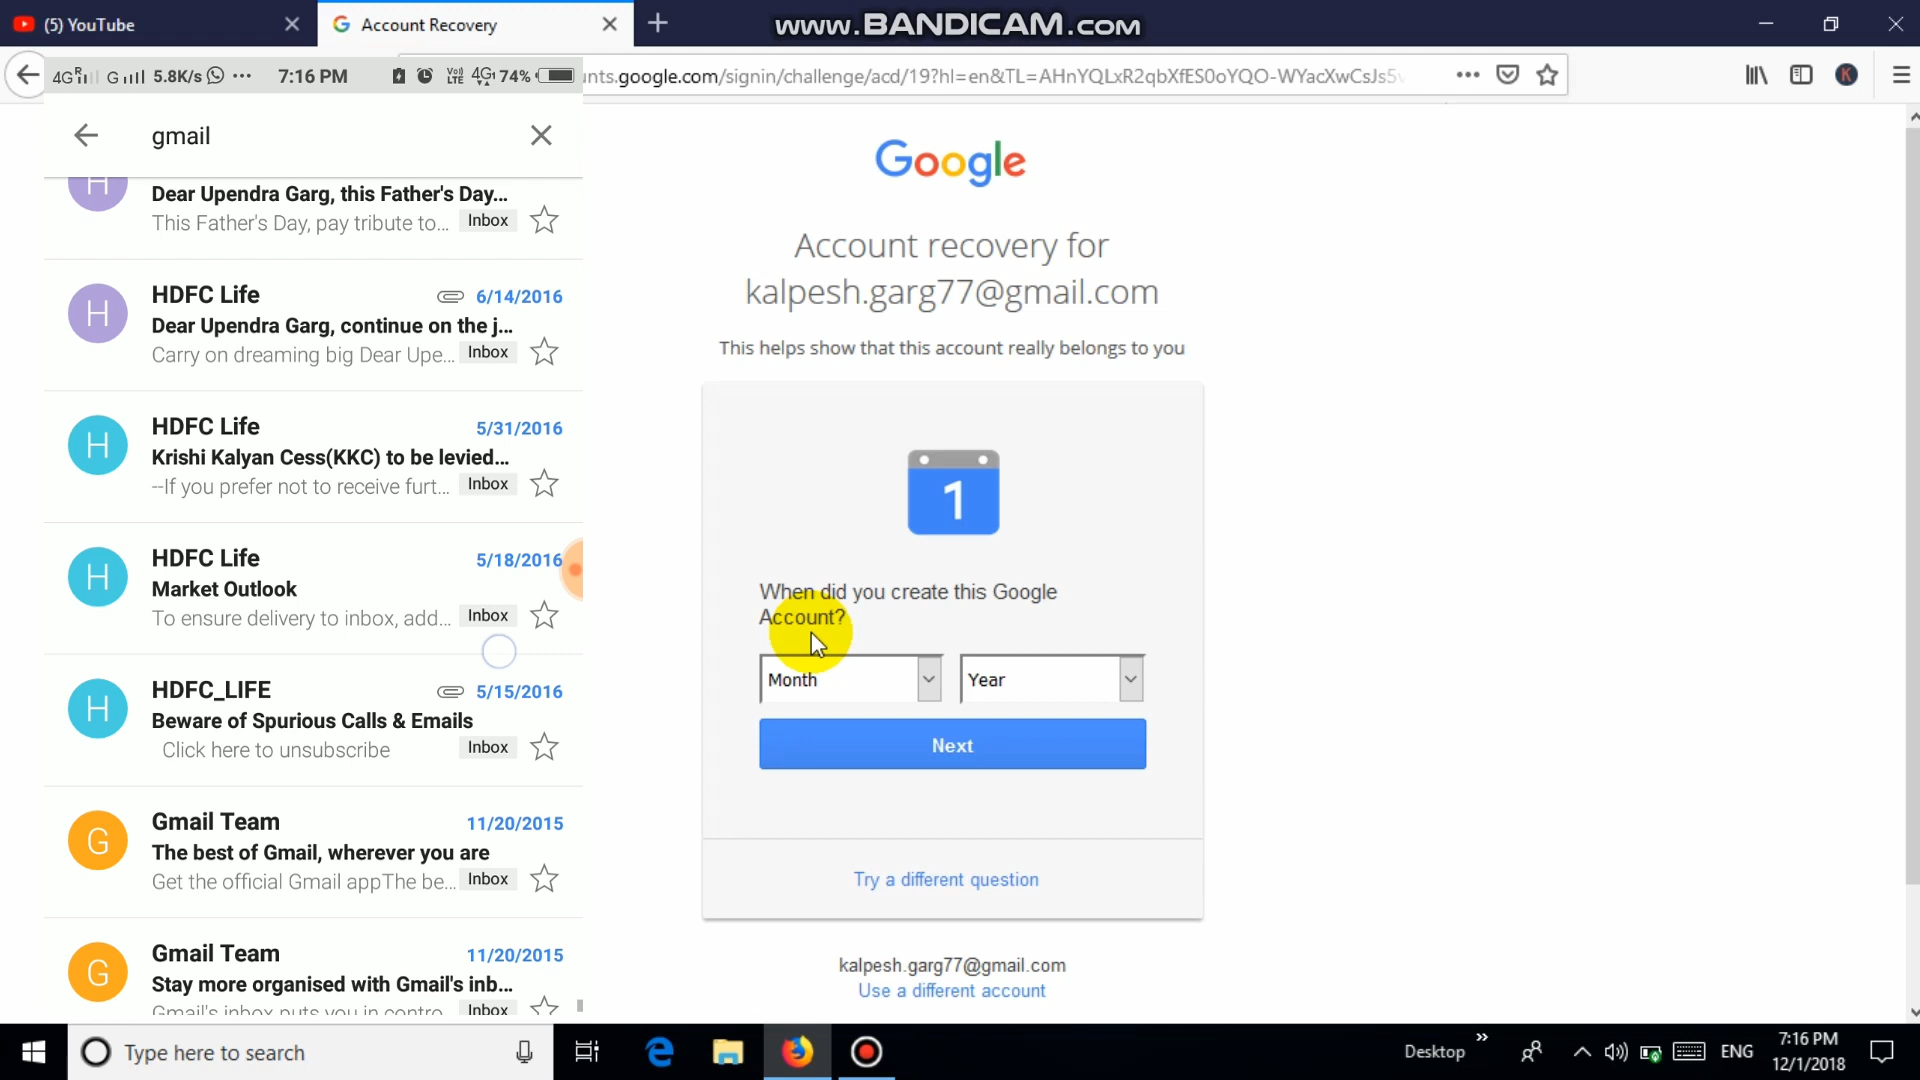 (5) YouTube
Account Recovery
www.BANDICAM.com
4G R G 5.8K/s 7:16 PM VoLTE 4G 74%
nts.google.com/signin/challenge/acd/19?hl=en&TL=AHnYQLxR2qbXfES0oYQO-WYacXwCsJs5
K
gmail
H
Dear Upendra Garg, this Father's Day...
This Father's Day, pay tribute to... Inbox
H
HDFC Life 6/14/2016
Dear Upendra Garg, continue on the j...
Carry on dreaming big Dear Upe... Inbox
H
HDFC Life 5/31/2016
Krishi Kalyan Cess(KKC) to be levied...
--If you prefer not to receive furt... Inbox
H
HDFC Life 5/18/2016
Market Outlook
To ensure delivery to inbox, add... Inbox
H
HDFC_LIFE 5/15/2016
Beware of Spurious Calls & Emails
Click here to unsubscribe Inbox
G
Gmail Team 11/20/2015
The best of Gmail, wherever you are
Get the official Gmail appThe be... Inbox
G
Gmail Team 11/20/2015
Stay more organised with Gmail's inb...
Gmail's inbox puts you in contro Inbox
Google
Account recovery for
kalpesh.garg77@gmail.com
This helps show that this account really belongs to you
1
When did you create this Google
Account?
Month Year
Next
Try a different question
kalpesh.garg77@gmail.com
Use a different account
Type here to search
Desktop
ENG
7:16 PM
12/1/2018